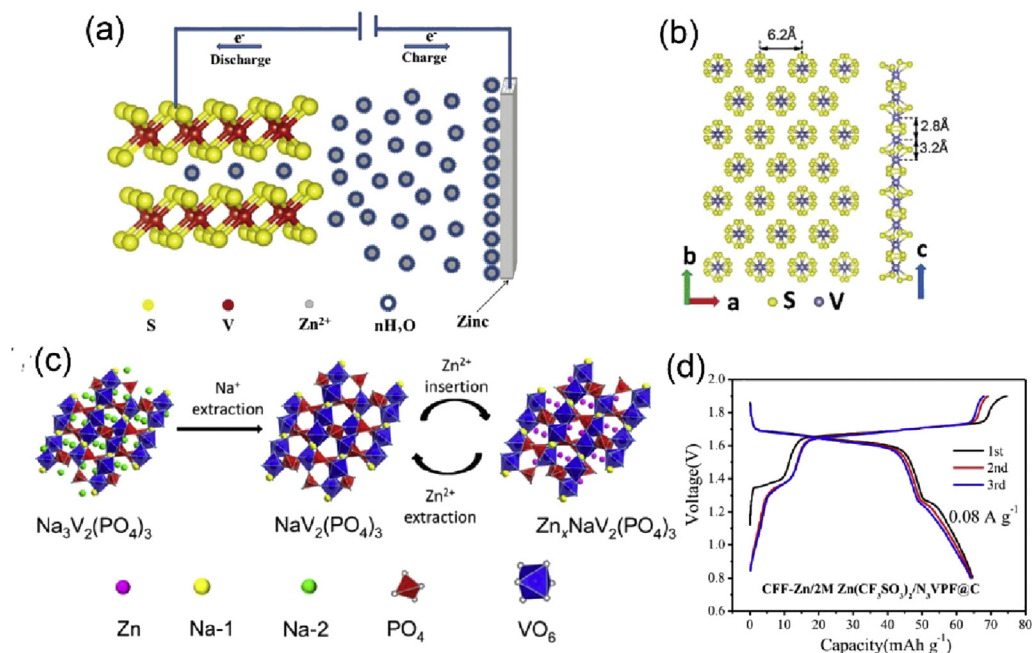 (a)
e-
Discharge
e-
Charge
S
V
Zn²⁺
nH₂O
Zinc
(b)
6.2Å
2.8Å
3.2Å
b
a
S
V
c
(c)
Na⁺
extraction
Zn²⁺
insertion
Zn²⁺
extraction
Na₃V₂(PO₄)₃
NaV₂(PO₄)₃
ZnₓNaV₂(PO₄)₃
Zn
Na-1
Na-2
PO₄
VO₆
(d)
Voltage(V)
2.0
1.8
1.6
1.4
1.2
1.0
0.8
0.6
1st
2nd
3rd
0.08 A g⁻¹
CFF-Zn/2M Zn(CF₃SO₃)₂/N₃VPF@C
0 10 20 30 40 50 60 70 80
Capacity(mAh g⁻¹)